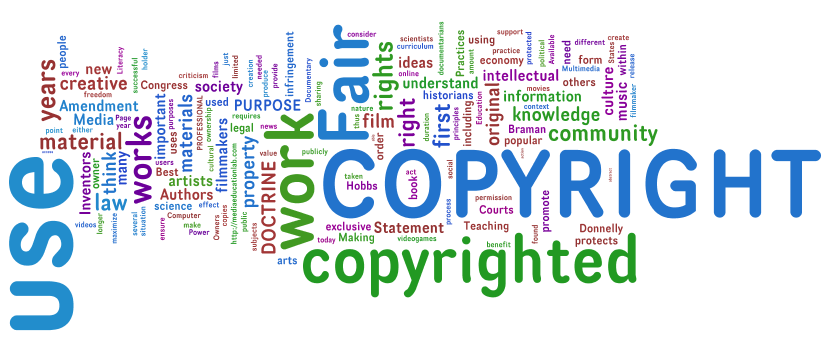 use
years
people
point
either
material
access
every
new
creative
freedom
Literacy
successful
holder
Amendment
Media
Page
year
Congress
criticism
films
just
limited
society
creation
needed
produce
provide
infringement
Documentary
sharing
works
important
uses
purposes
materials
PROFESSIONAL
ownership
used
PURPOSE
requires
legal
news
cultural
filmmakers
http://mediaeducationlab.com
property
value
publicly
DOCTRINE
work
Inventors
owner
think
many
law
users
Best
artists
Authors
science
effect
Computer
make
Power
videos
longer
maximize
several
situation
ensure
Owners
copies
public
subjects
arts
Fair
consider
rights
thus
nature
film
order
scientists
curriculum
ideas
online
documentarians
understand
historians
right
duration
first
principles
including
Practices
amount
using
support
practice
economy
protected
political
Available
intellectual
Education
original
movies
information
context
knowledge
Braman
popular
community
need
different
form
Multimedia
others
States
create
culture
within
music
release
filmmaker
COPYRIGHT
taken
Hobbs
act
book
social
process
permission
Courts
promote
exclusive
Statement
today
Making
videogames
Teaching
benefit
found
Donnelly
protects
copyrighted